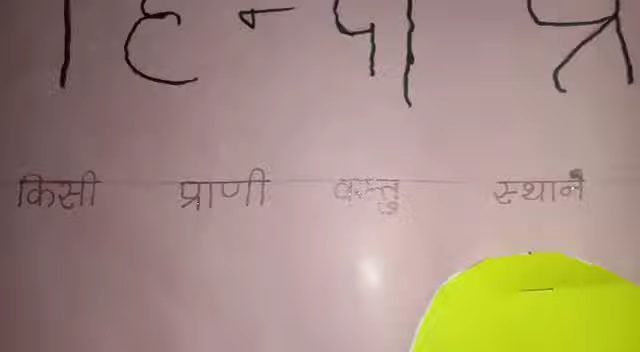 हिन्दी
किसी प्राणी वस्तु स्थान